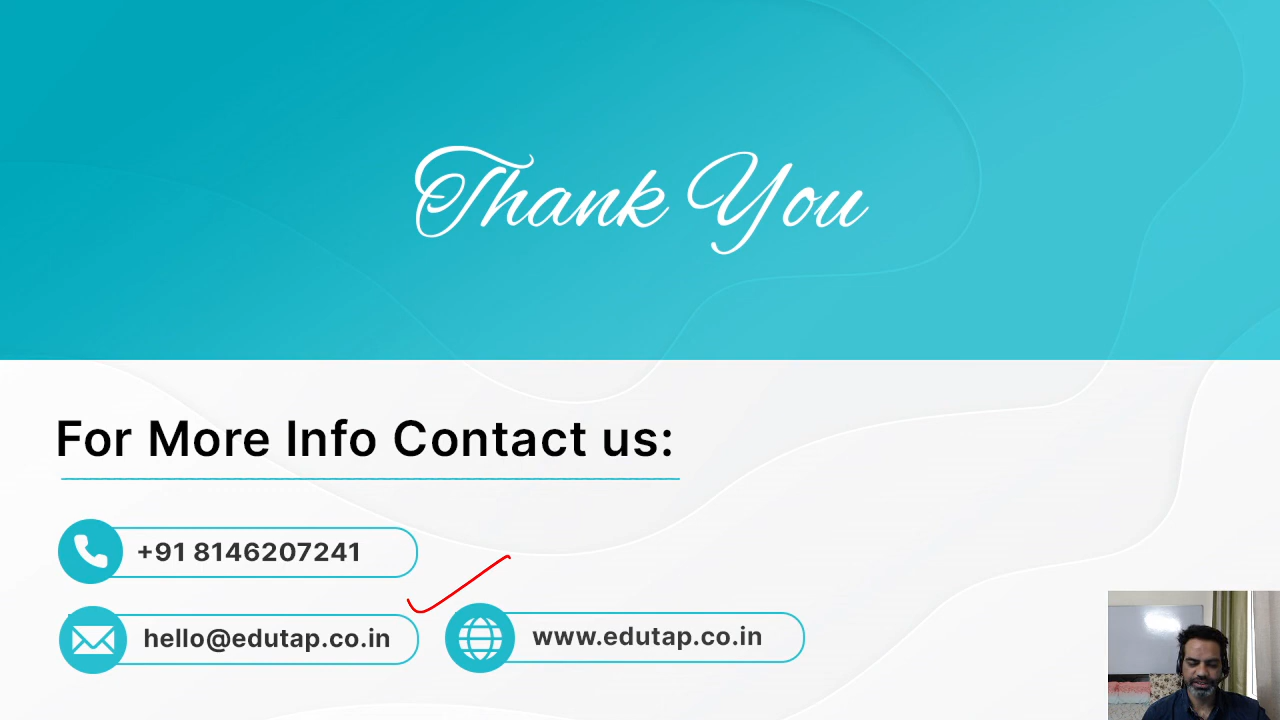 Thank You
For More Info Contact us:
+91 8146207241
hello@edutap.co.in
www.edutap.co.in